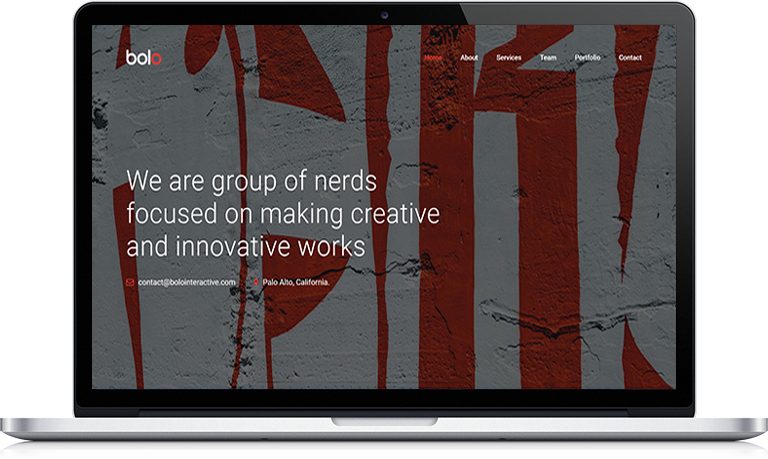 bolo
Home About Services Team Portfolio Contact
We are group of nerds
focused on making creative
and innovative works
contact@bolointeractive.com Palo Alto, California.